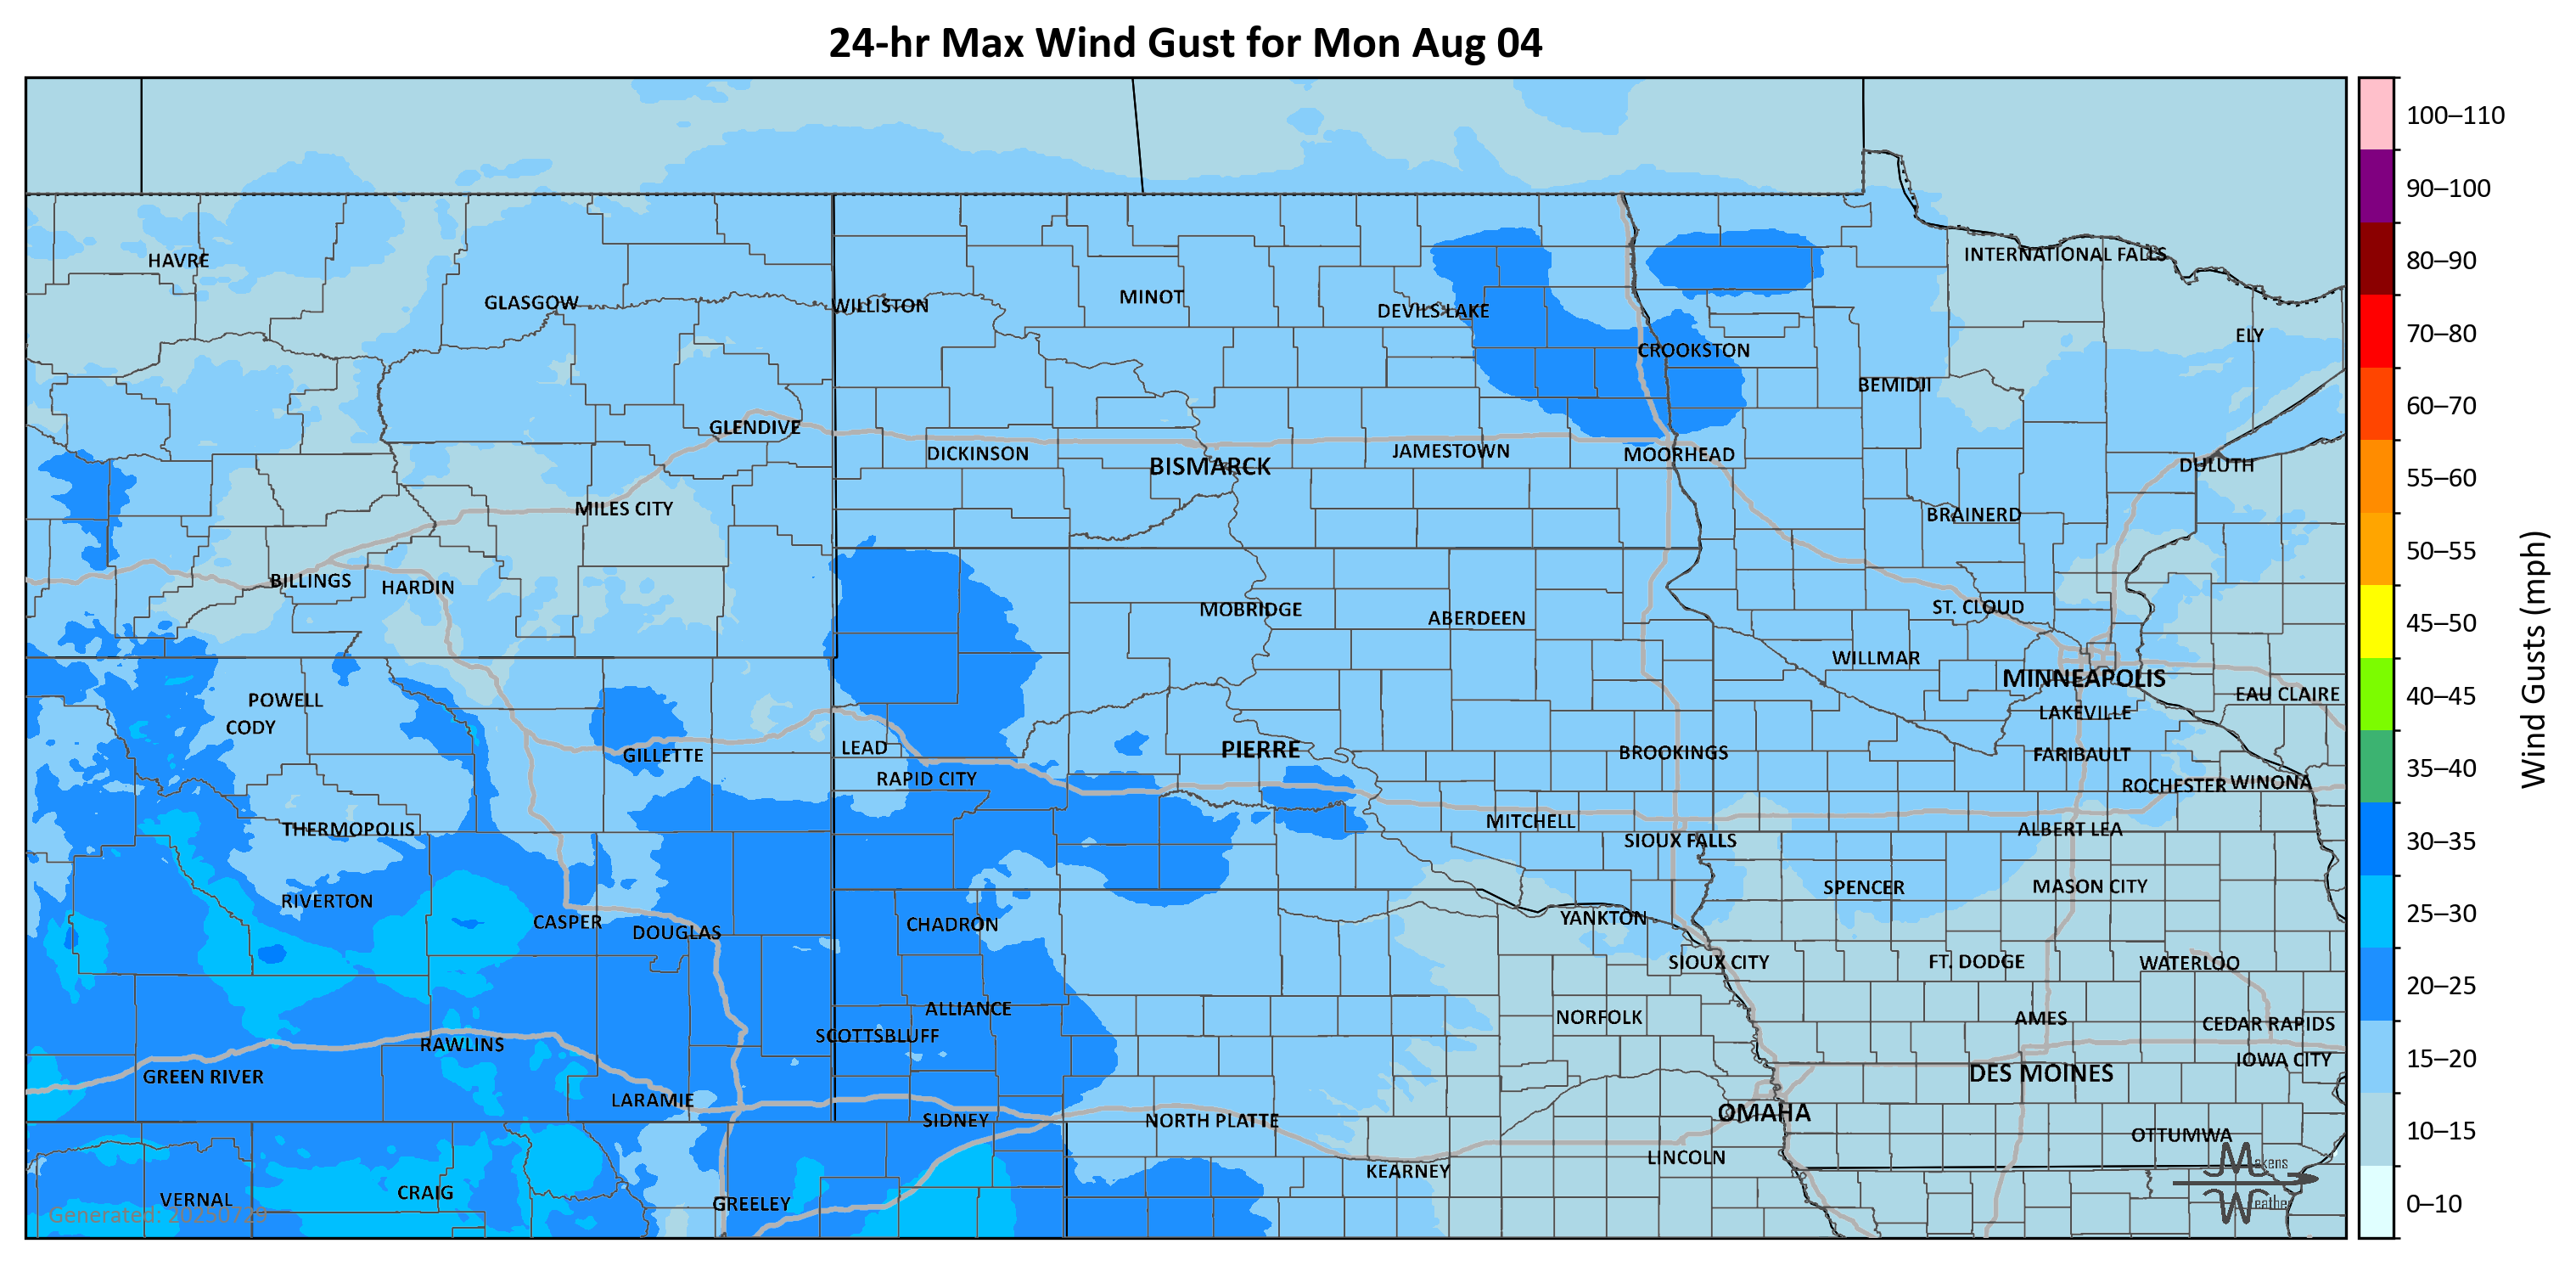 24-hr Max Wind Gust for Mon Aug 04
100–110
90–100
HAVRE
INTERNATIONAL FALLS
80–90
GLASGOW
WILLISTON
MINOT
DEVILS LAKE
70–80
ELY
CROOKSTON
BEMIDJI
60–70
GLENDIVE
DICKINSON
BISMARCK
JAMESTOWN
MOORHEAD
DULUTH
55–60
MILES CITY
BRAINERD
50–55
BILLINGS
HARDIN
MOBRIDGE
ABERDEEN
ST. CLOUD
45–50
WILLMAR
MINNEAPOLIS
POWELL
EAU CLAIRE
40–45
CODY
LAKEVILLE
GILLETTE
LEAD
PIERRE
BROOKINGS
FARIBAULT
Wind Gusts (mph)
RAPID CITY
ROCHESTER
WINONA
35–40
THERMOPOLIS
MITCHELL
SIOUX FALLS
ALBERT LEA
30–35
RIVERTON
SPENCER
MASON CITY
CASPER
DOUGLAS
CHADRON
YANKTON
25–30
SIOUX CITY
FT. DODGE
WATERLOO
20–25
ALLIANCE
NORFOLK
AMES
CEDAR RAPIDS
RAWLINS
SCOTTSBLUFF
IOWA CITY
15–20
GREEN RIVER
DES MOINES
LARAMIE
SIDNEY
NORTH PLATTE
OMAHA
OTTUMWA
10–15
KEARNEY
LINCOLN
Makens
VERNAL
CRAIG
GREELEY
Weather
0–10
Generated: 20250729